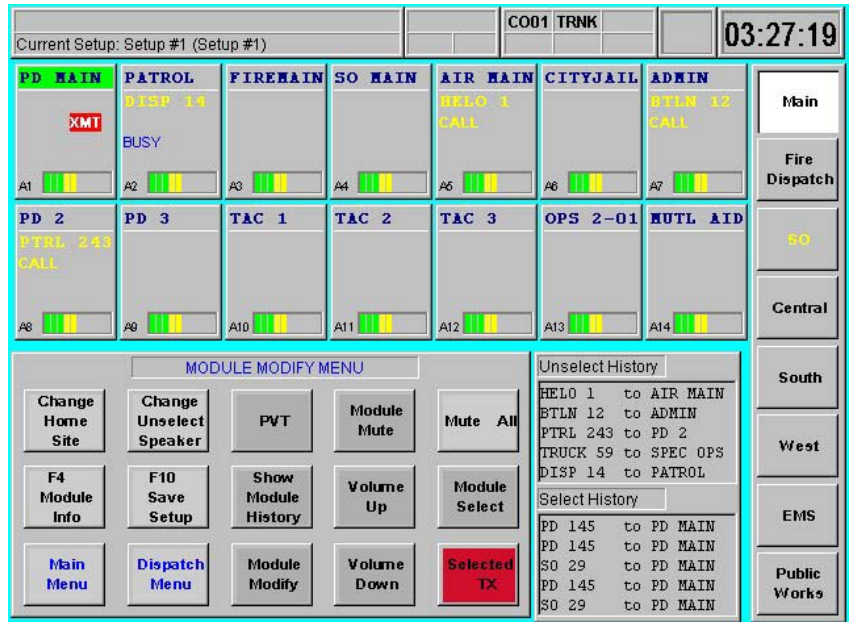 CO01 TRNK
03:27:19
Current Setup: Setup #1 (Setup #1)
PD MAIN PATROL FIREMAIN SO MAIN AIR MAIN CITYJAIL ADMIN
DISP 14 HELO 1 BTLN 12
XMT CALL CALL
BUSY
A1 A2 A3 A4 A5 A6 A7
PD 2 PD 3 TAC 1 TAC 2 TAC 3 OPS 2-01 MUTL AID
PTRL 243
CALL
A8 A9 A10 A11 A12 A13 A14
Main
Fire
Dispatch
SO
Central
South
West
EMS
Public
Works
MODULE MODIFY MENU
Change
Home
Site
Change
Unselect
Speaker
PVT
Module
Mute
Mute All
F4
Module
Info
F10
Save
Setup
Show
Module
History
Volume
Up
Module
Select
Main
Menu
Dispatch
Menu
Module
Modify
Volume
Down
Selected
TX
Unselect History
HELO 1 to AIR MAIN
BTLN 12 to ADMIN
PTRL 243 to PD 2
TRUCK 59 to SPEC OPS
DISP 14 to PATROL
Select History
PD 145 to PD MAIN
PD 145 to PD MAIN
SO 29 to PD MAIN
PD 145 to PD MAIN
SO 29 to PD MAIN